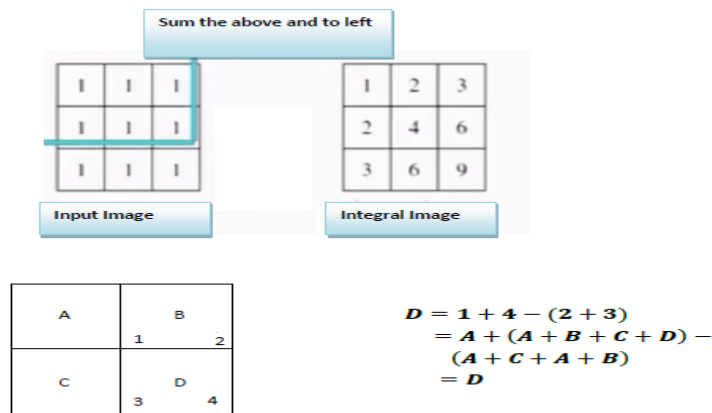 Sum the above and to left
1 1 1
1 1 1
1 1 1
1 2 3
2 4 6
3 6 9
Input Image
Integral Image
A B
1 2
C D
3 4
D = 1 + 4 − (2 + 3)
= A + (A + B + C + D) −
(A + C + A + B)
= D